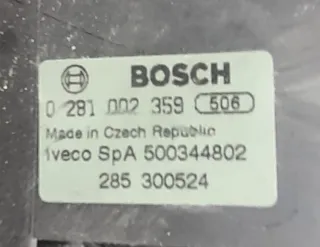 BOSCH
0 281 002 359 506
Made in Czech Republic
Iveco SpA 500344802
285 300524